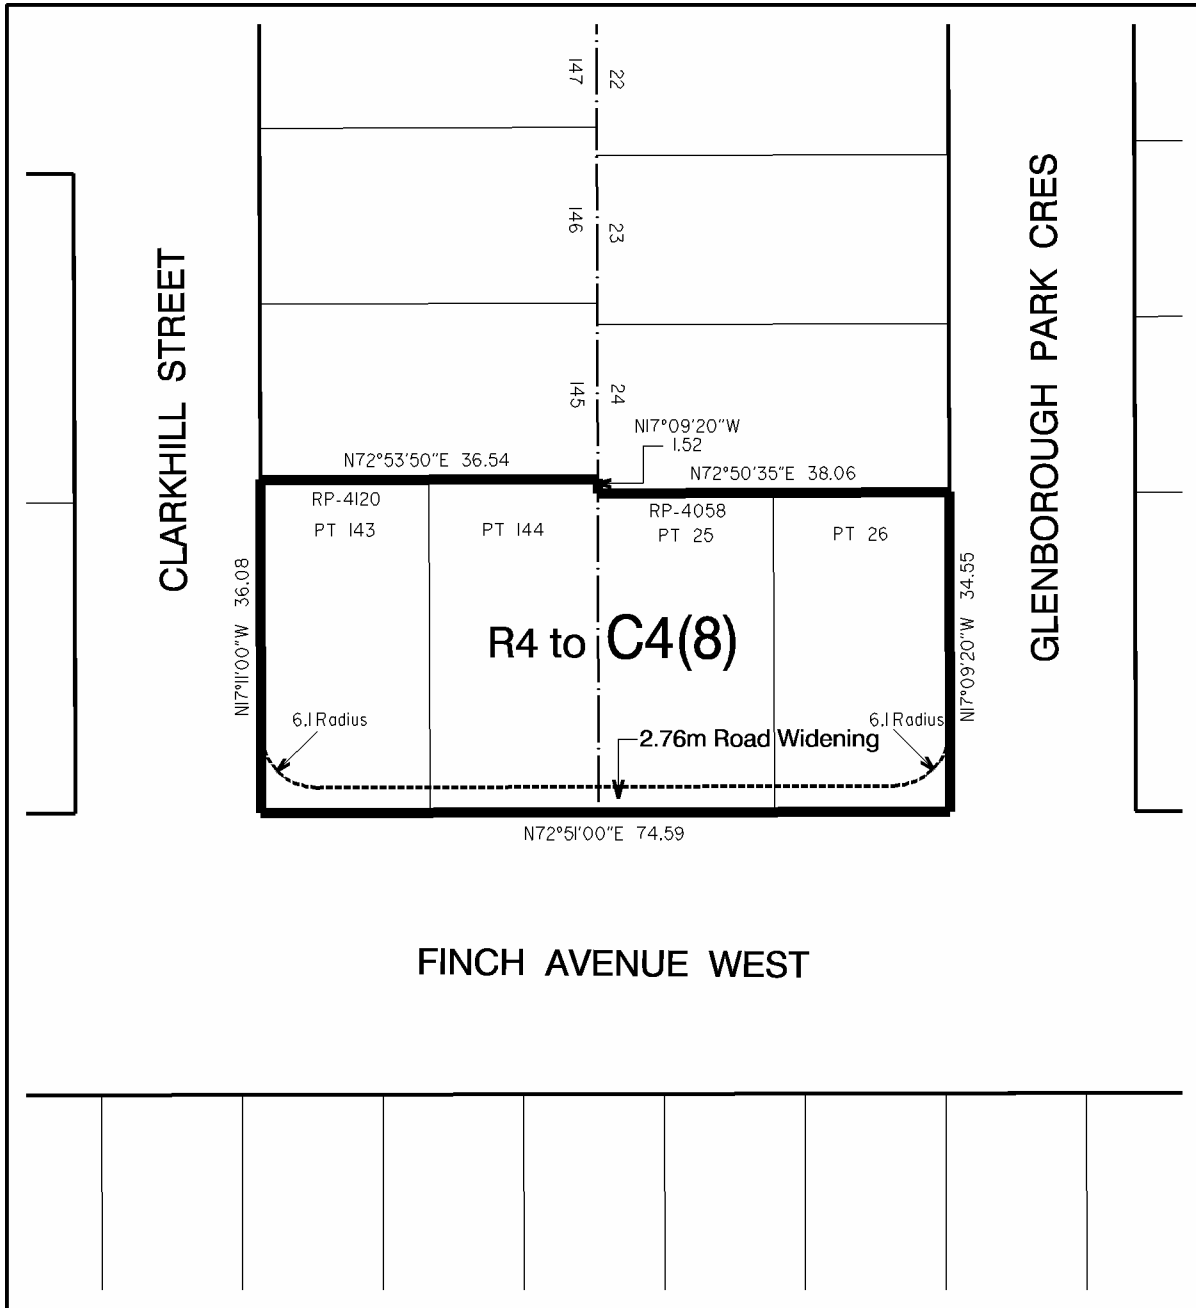 147
22
146
23
145
24
CLARKHILL STREET
GLENBOROUGH PARK CRES
N17°09'20"W
1.52
N72°53'50"E 36.54
N72°50'35"E 38.06
RP-4120
RP-4058
PT 143
PT 144
PT 25
PT 26
N17°11'00"W 36.08
N17°09'20"W 34.55
R4 to C4(8)
6.1 Radius
6.1 Radius
2.76m Road Widening
N72°51'00"E 74.59
FINCH AVENUE WEST